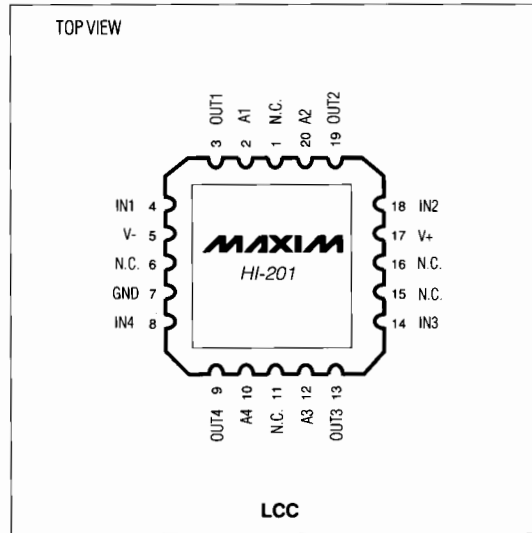 TOP VIEW
OUT1 A1 N.C. A2 OUT2
3 2 1 20 19
IN1 4
V- 5
N.C. 6
GND 7
IN4 8
18 IN2
17 V+
16 N.C.
15 N.C.
14 IN3
MAXIM
HI-201
9 10 11 12 13
OUT4 A4 N.C. A3 OUT3
LCC